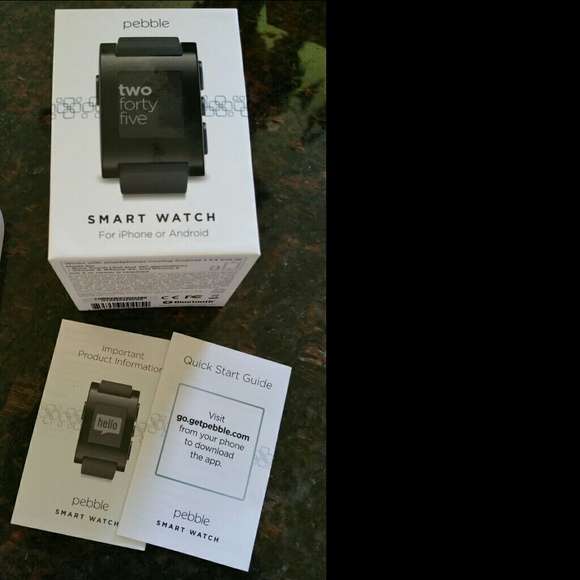 pebble
two
forty
five
SMART WATCH
For iPhone or Android
Bluetooth
Important
Product Information
hello
pebble
SMART WATCH
Quick Start Guide
Visit
go.getpebble.com
from your phone
to download
the app.
pebble
SMART WATCH